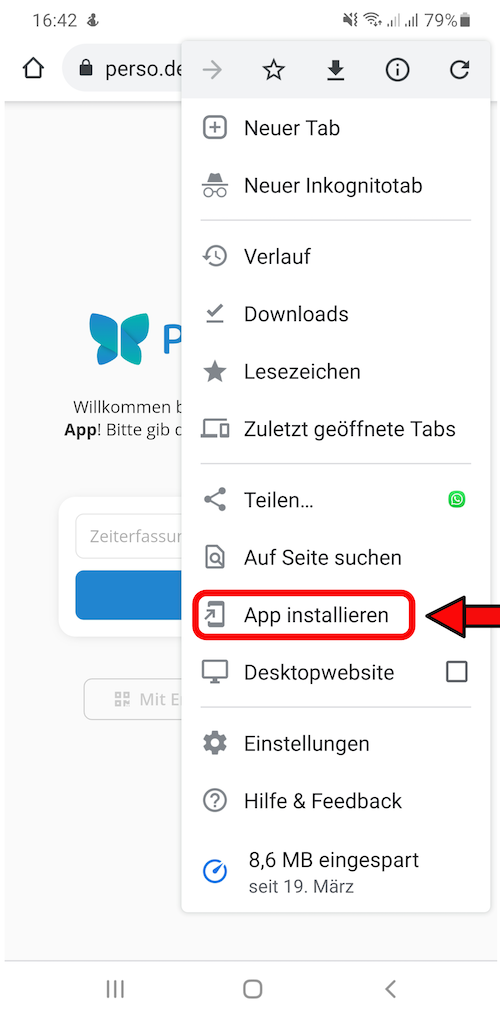 16:42
79%
perso.de
Neuer Tab
Neuer Inkognitotab
Verlauf
Downloads
Lesezeichen
Zuletzt geöffnete Tabs
P
Willkommen
App! Bitte gib
Teilen...
Zeiterfassun
Auf Seite suchen
App installieren
Desktopwebsite
Mit E
Einstellungen
Hilfe & Feedback
8,6 MB eingespart
seit 19. März